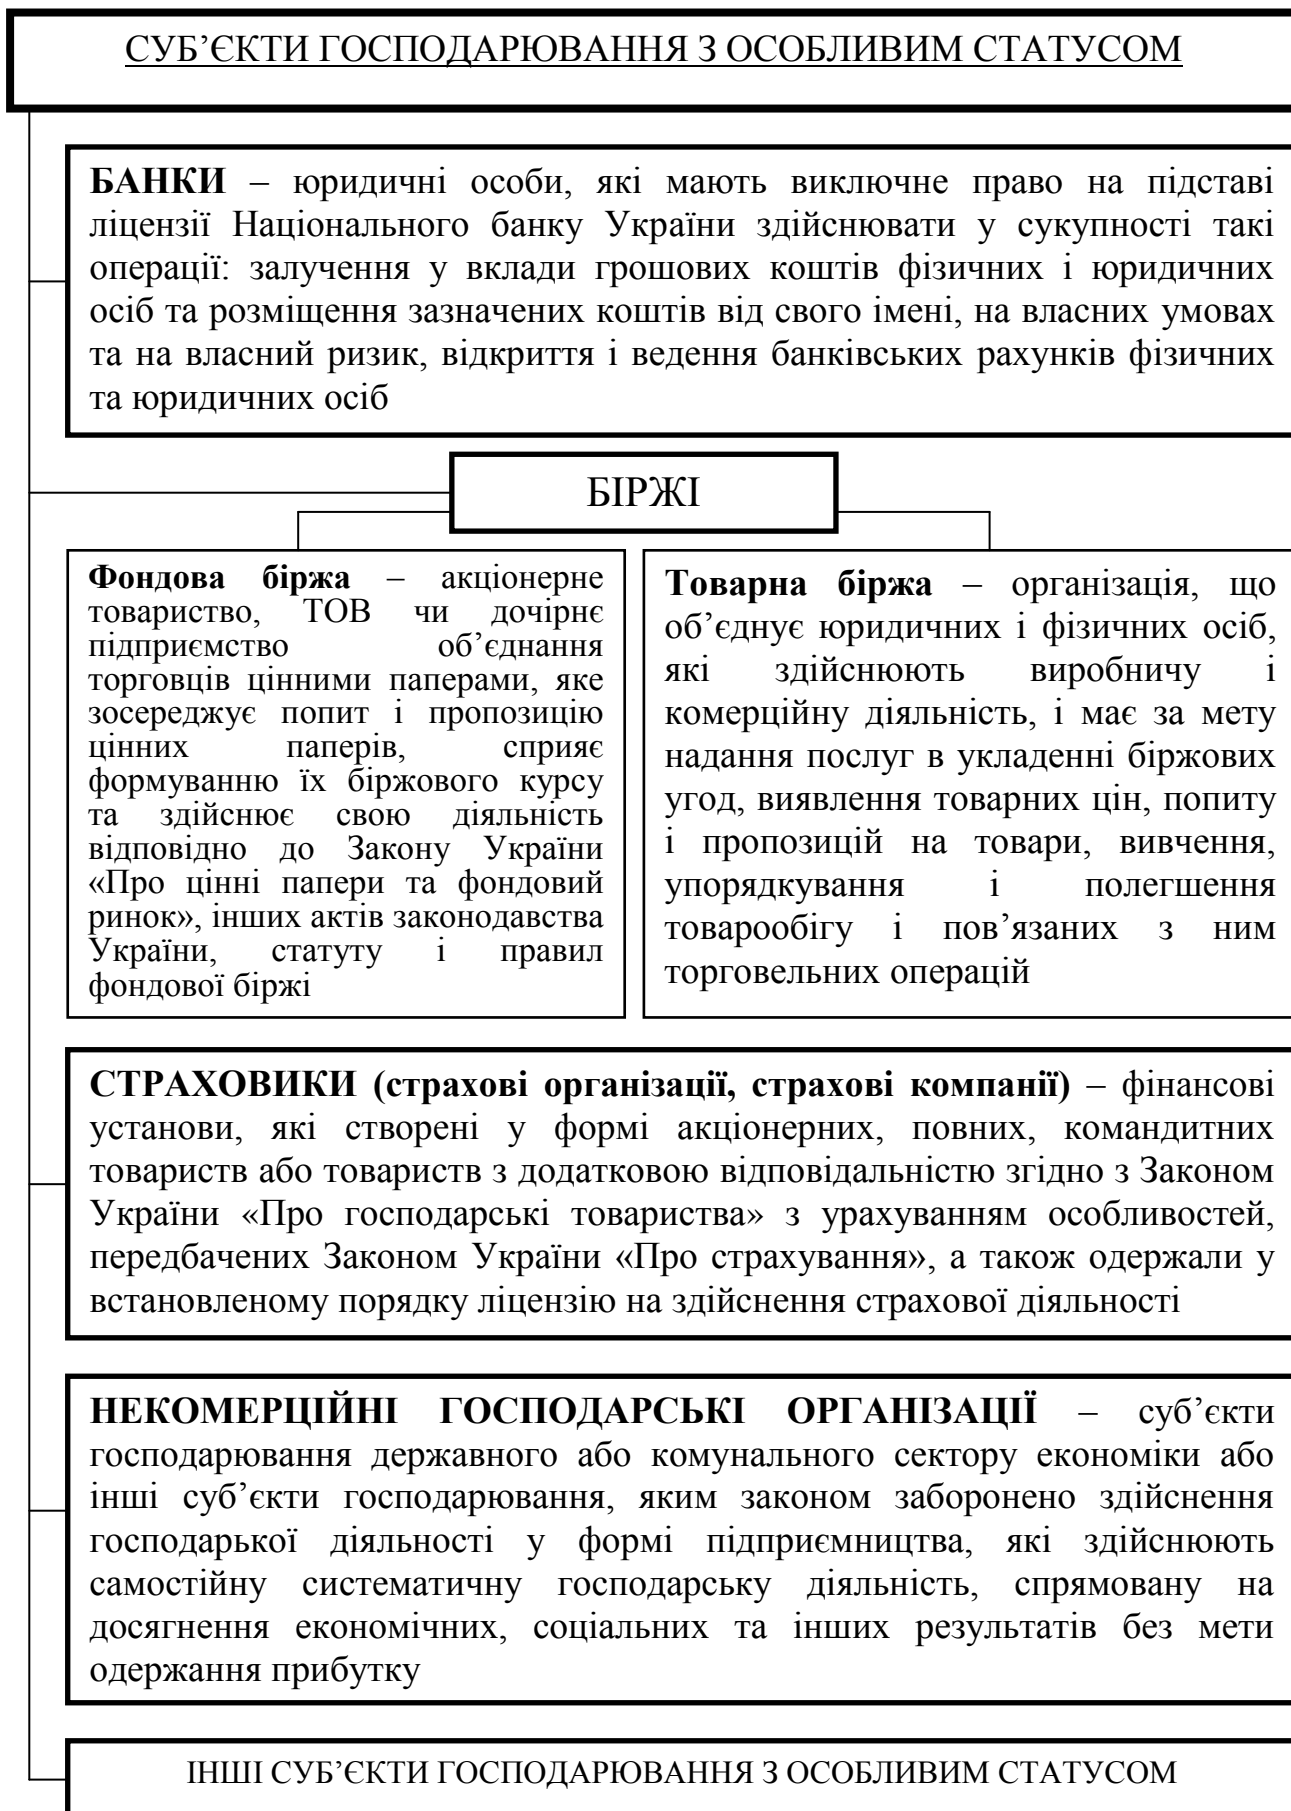 СУБ’ЄКТИ ГОСПОДАРЮВАННЯ З ОСОБЛИВИМ СТАТУСОМ
БАНКИ – юридичні особи, які мають виключне право на підставі
ліцензії Національного банку України здійснювати у сукупності такі
операції: залучення у вклади грошових коштів фізичних і юридичних
осіб та розміщення зазначених коштів від свого імені, на власних умовах
та на власний ризик, відкриття і ведення банківських рахунків фізичних
та юридичних осіб
БІРЖІ
Фондова біржа – акціонерне
товариство, ТОВ чи дочірнє
підприємство об’єднання
торговців цінними паперами, яке
зосереджує попит і пропозицію
цінних паперів, сприяє
формуванню їх біржового курсу
та здійснює свою діяльність
відповідно до Закону України
«Про цінні папери та фондовий
ринок», інших актів законодавства
України, статуту і правил
фондової біржі
Товарна біржа – організація, що
об’єднує юридичних і фізичних осіб,
які здійснюють виробничу і
комерційну діяльність, і має за мету
надання послуг в укладенні біржових
угод, виявлення товарних цін, попиту
і пропозицій на товари, вивчення,
упорядкування і полегшення
товарообігу і пов’язаних з ним
торговельних операцій
СТРАХОВИКИ (страхові організації, страхові компанії) – фінансові
установи, які створені у формі акціонерних, повних, командитних
товариств або товариств з додатковою відповідальністю згідно з Законом
України «Про господарські товариства» з урахуванням особливостей,
передбачених Законом України «Про страхування», а також одержали у
встановленому порядку ліцензію на здійснення страхової діяльності
НЕКОМЕРЦІЙНІ ГОСПОДАРСЬКІ ОРГАНІЗАЦІЇ – суб’єкти
господарювання державного або комунального сектору економіки або
інші суб’єкти господарювання, яким законом заборонено здійснення
господарької діяльності у формі підприємництва, які здійснюють
самостійну систематичну господарську діяльність, спрямовану на
досягнення економічних, соціальних та інших результатів без мети
одержання прибутку
ІНШІ СУБ’ЄКТИ ГОСПОДАРЮВАННЯ З ОСОБЛИВИМ СТАТУСОМ